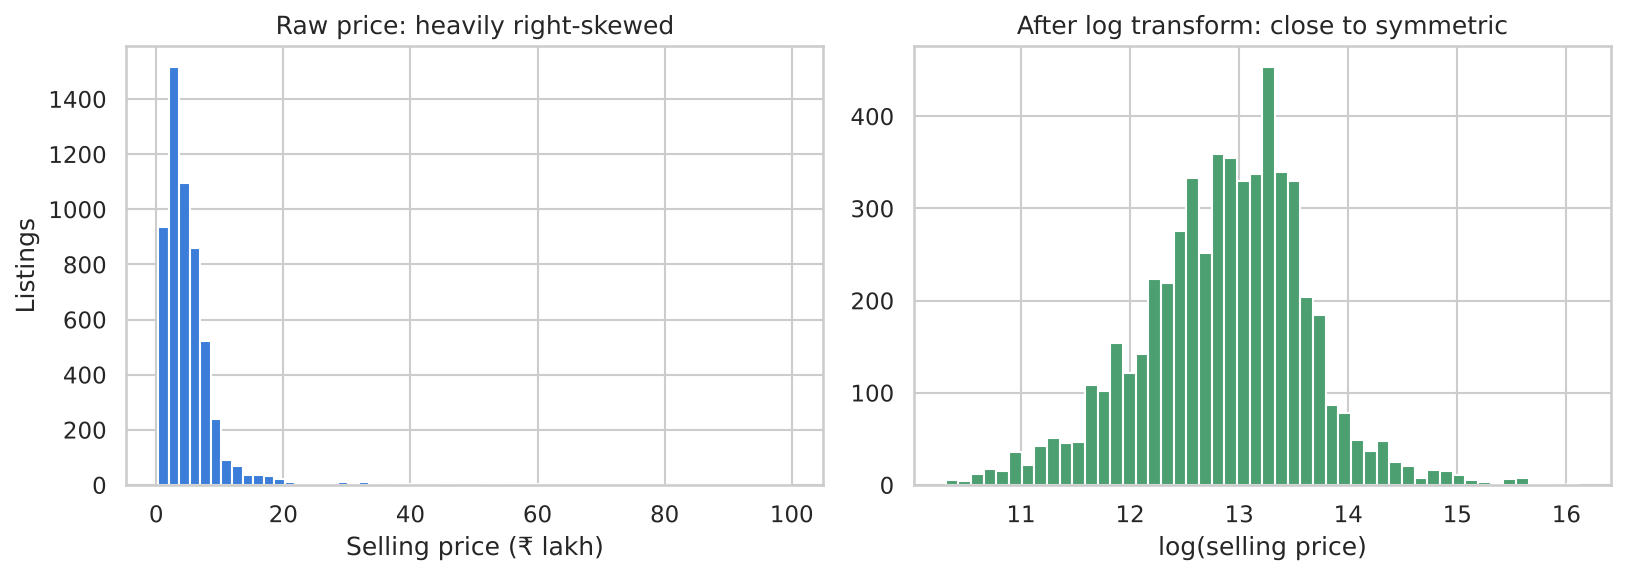 Raw price: heavily right-skewed
1400
1200
1000
800
600
400
200
0
Listings
0 20 40 60 80 100
Selling price (₹ lakh)
After log transform: close to symmetric
400
300
200
100
0
11 12 13 14 15 16
log(selling price)